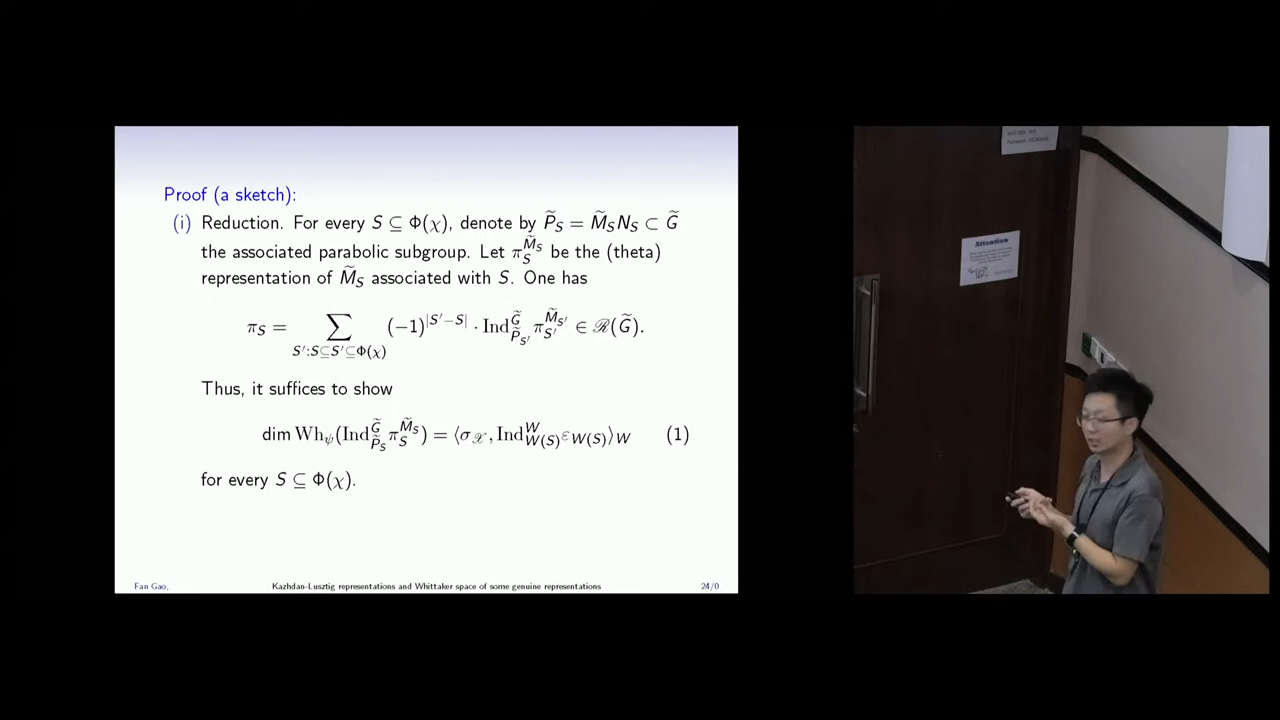 Proof (a sketch):
(i) Reduction. For every S ⊆ Φ(χ), denote by P̃_S = M̃_S N_S ⊂ G̃
the associated parabolic subgroup. Let π_S^{M̃_S} be the (theta)
representation of M̃_S associated with S. One has
π_S = ∑_{S′:S⊆S′⊆Φ(χ)} (−1)^{|S′−S|} · Ind_{P̃_{S′}}^{G̃} π_{S′}^{M̃_{S′}} ∈ ℛ(G̃).
Thus, it suffices to show
dim Wh_ψ(Ind_{P̃_S}^{G̃} π_S^{M̃_S}) = ⟨σ_𝒳, Ind_{W(S)}^W ε_{W(S)}⟩_W (1)
for every S ⊆ Φ(χ).
Fan Gao, Kazhdan-Lusztig representations and Whittaker space of some genuine representations 24/0
Attention